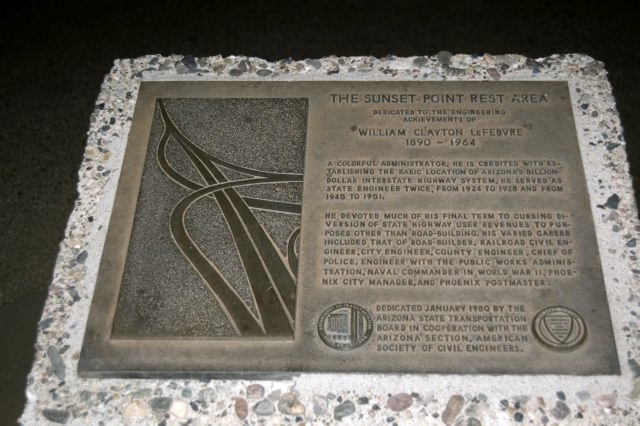 THE SUNSET POINT REST AREA
DEDICATED TO THE ENGINEERING
ACHIEVEMENTS OF
WILLIAM CLAYTON LEFEBVRE
1890 - 1964
A COLORFUL ADMINISTRATOR, HE IS CREDITED WITH ES-
TABLISHING THE BASIC LOCATION OF ARIZONA'S BILLION-
DOLLAR INTERSTATE HIGHWAY SYSTEM, HE SERVED AS
STATE ENGINEER TWICE, FROM 1924 TO 1928 AND FROM
1945 TO 1951.
HE DEVOTED MUCH OF HIS FINAL TERM TO CURBING DI-
VERSION OF STATE HIGHWAY USER REVENUES TO PUR-
POSES OTHER THAN ROAD-BUILDING. HIS VARIED CAREER
INCLUDED THAT OF ROAD-BUILDER, RAILROAD CIVIL EN-
GINEER, CITY ENGINEER, COUNTY ENGINEER, CHIEF OF
POLICE, ENGINEER WITH THE PUBLIC WORKS ADMINIS-
TRATION, NAVAL COMMANDER IN WORLD WAR II, PHOE-
NIX CITY MANAGER, AND PHOENIX POSTMASTER.
DEDICATED JANUARY 1980 BY THE
ARIZONA STATE TRANSPORTATION
BOARD IN COOPERATION WITH THE
ARIZONA SECTION, AMERICAN
SOCIETY OF CIVIL ENGINEERS.